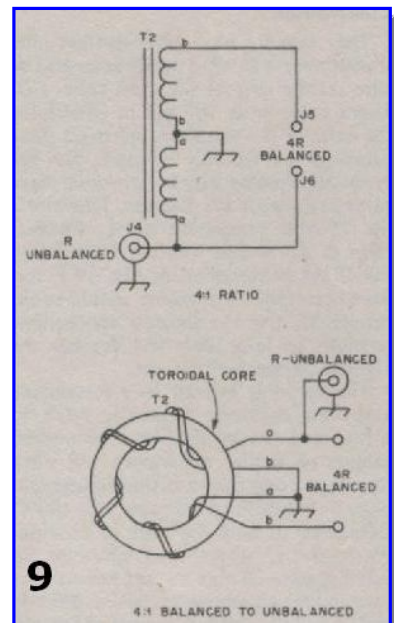 T2
b
b
a
a
J5
4R
BALANCED
J6
R
UNBALANCED
J4
4:1 RATIO
R-UNBALANCED
TOROIDAL CORE
T2
a
b
a
b
4R
BALANCED
9
4:1 BALANCED TO UNBALANCED